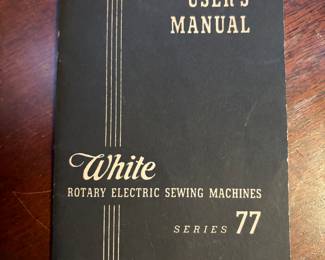 USER'S
MANUAL
White
ROTARY ELECTRIC SEWING MACHINES
SERIES 77